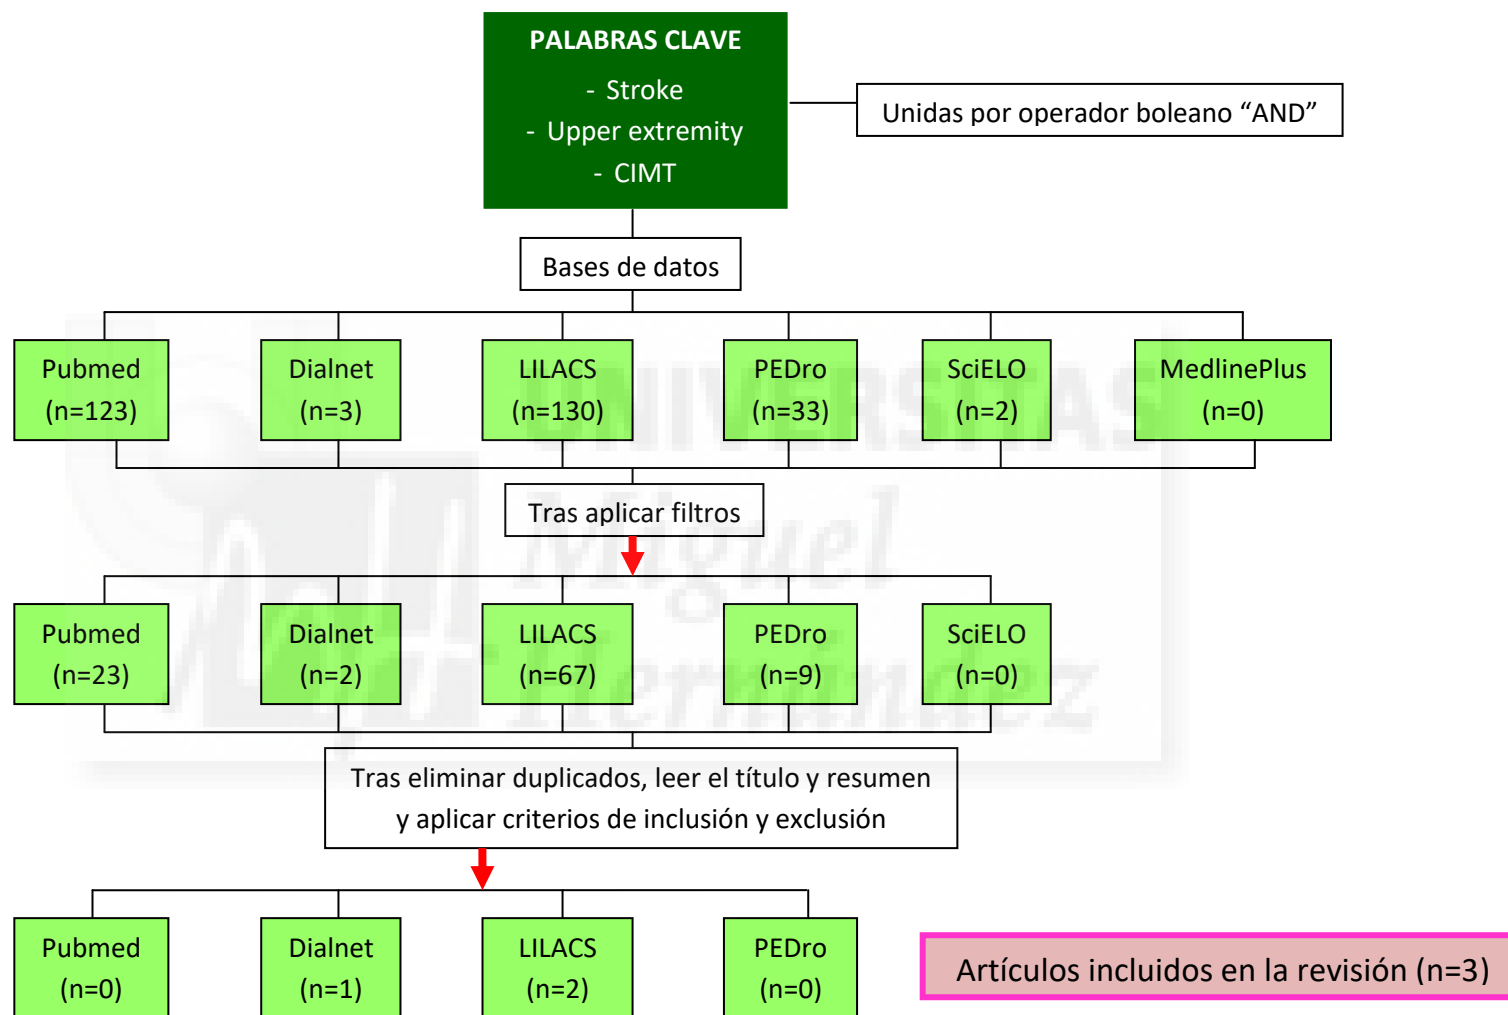 PALABRAS CLAVE
- Stroke
- Upper extremity
- CIMT
Unidas por operador boleano “AND”
Bases de datos
Pubmed
(n=123)
Dialnet
(n=3)
LILACS
(n=130)
PEDro
(n=33)
SciELO
(n=2)
MedlinePlus
(n=0)
UNIVERSITAS
Miguel
Hernández
Tras aplicar filtros
Pubmed
(n=23)
Dialnet
(n=2)
LILACS
(n=67)
PEDro
(n=9)
SciELO
(n=0)
Tras eliminar duplicados, leer el título y resumen
y aplicar criterios de inclusión y exclusión
Pubmed
(n=0)
Dialnet
(n=1)
LILACS
(n=2)
PEDro
(n=0)
Artículos incluidos en la revisión (n=3)